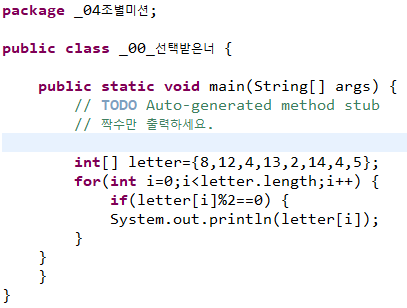 package _04조별미션;
public class _00_선택받은너 {
public static void main(String[] args) {
// TODO Auto-generated method stub
// 짝수만 출력하세요.
int[] letter={8,12,4,13,2,14,4,5};
for(int i=0;i<letter.length;i++) {
if(letter[i]%2==0) {
System.out.println(letter[i]);
}
}
}
}